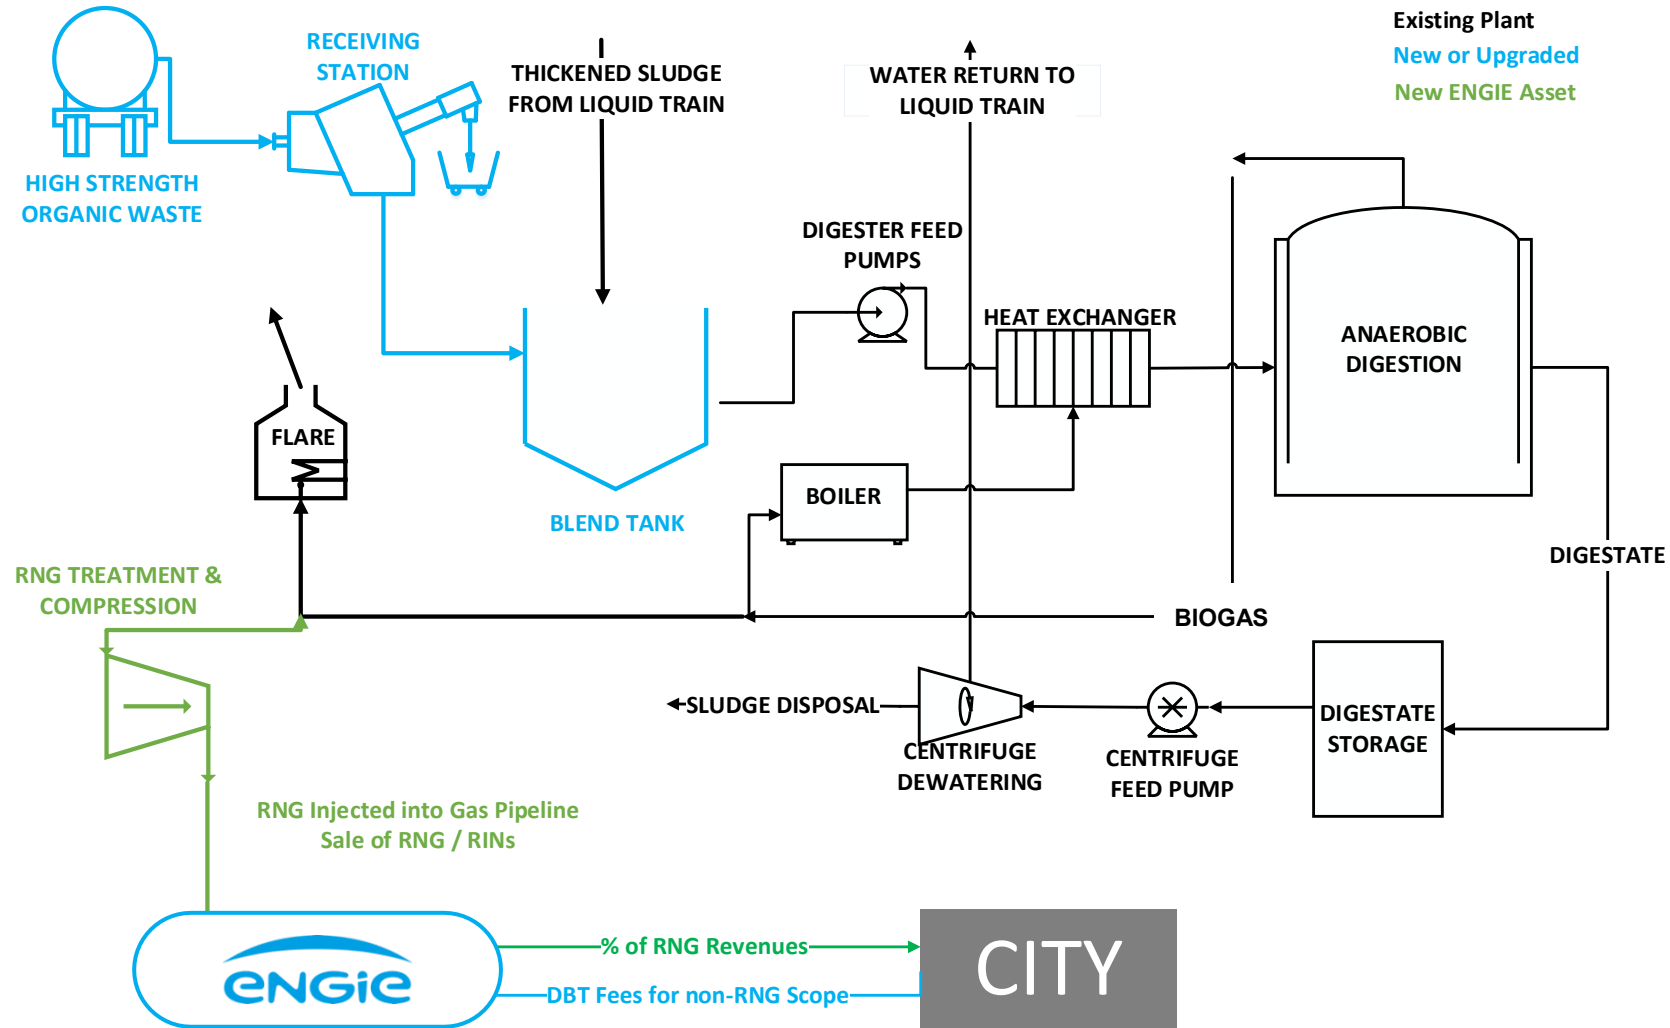 Existing Plant
New or Upgraded
New ENGIE Asset
RECEIVING
STATION
THICKENED SLUDGE
FROM LIQUID TRAIN
WATER RETURN TO
LIQUID TRAIN
HIGH STRENGTH
ORGANIC WASTE
DIGESTER FEED
PUMPS
HEAT EXCHANGER
ANAEROBIC
DIGESTION
FLARE
BOILER
BLEND TANK
DIGESTATE
RNG TREATMENT &
COMPRESSION
BIOGAS
SLUDGE DISPOSAL
CENTRIFUGE
DEWATERING
CENTRIFUGE
FEED PUMP
DIGESTATE
STORAGE
RNG Injected into Gas Pipeline
Sale of RNG / RINs
eNGie
% of RNG Revenues
DBT Fees for non-RNG Scope
CITY